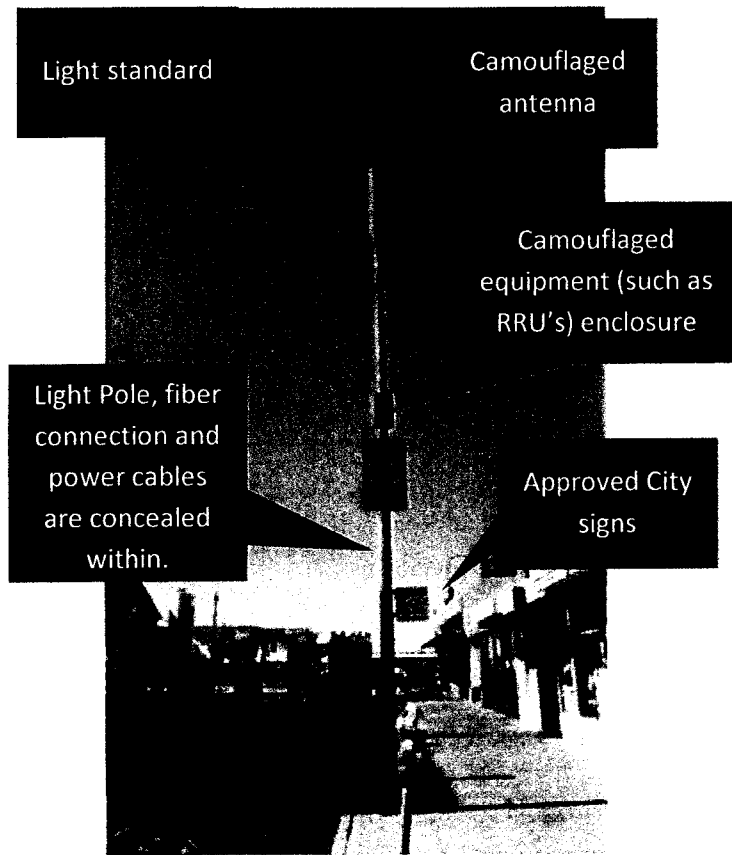 Light standard
Camouflaged
antenna
Camouflaged
equipment (such as
RRU's) enclosure
Light Pole, fiber
connection and
power cables
are concealed
within.
Approved City
signs